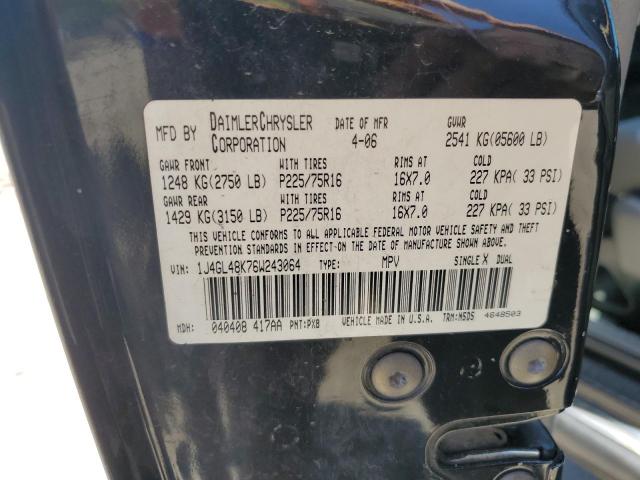 MFD BY DAIMLERCHRYSLER CORPORATION DATE OF MFR 4-06 GVWR 2541 KG(05600 LB)
GAWR FRONT WITH TIRES RIMS AT COLD
1248 KG(2750 LB) P225/75R16 16X7.0 227 KPA( 33 PSI)
GAWR REAR WITH TIRES RIMS AT COLD
1429 KG(3150 LB) P225/75R16 16X7.0 227 KPA( 33 PSI)
THIS VEHICLE CONFORMS TO ALL APPLICABLE FEDERAL MOTOR VEHICLE SAFETY AND THEFT
PREVENTION STANDARDS IN EFFECT ON THE DATE OF MANUFACTURE SHOWN ABOVE.
VIN: 1J4GL48K76W243064 TYPE: MPV SINGLE X DUAL
MDH: 040408 417AA PNT:PXB VEHICLE MADE IN U.S.A. TRM:M5D5 4648503